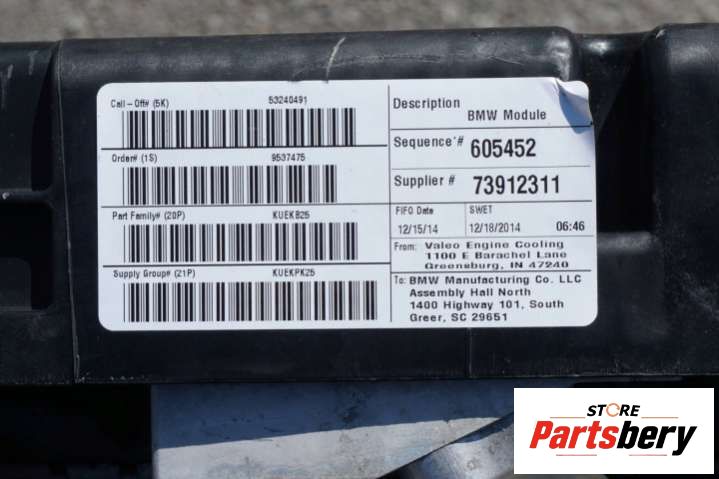 Call - Off# (5K) 53240491
Order# (1S) 9537475
Part Family# (20P) KUEKB25
Supply Group# (21P) KUEKPK25
Description
BMW Module
Sequence # 605452
Supplier # 73912311
FIFO Date SWET
12/15/14 12/18/2014 06:46
From: Valeo Engine Cooling
1100 E Barachel Lane
Greensburg, IN 47240
To: BMW Manufacturing Co. LLC
Assembly Hall North
1400 Highway 101, South
Greer, SC 29651
STORE
Partsbery